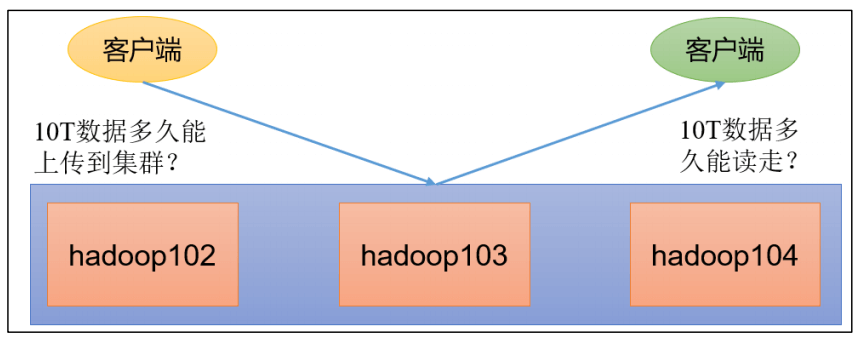 客户端
客户端
10T数据多久能
上传到集群？
10T数据多
久能读走？
hadoop102
hadoop103
hadoop104